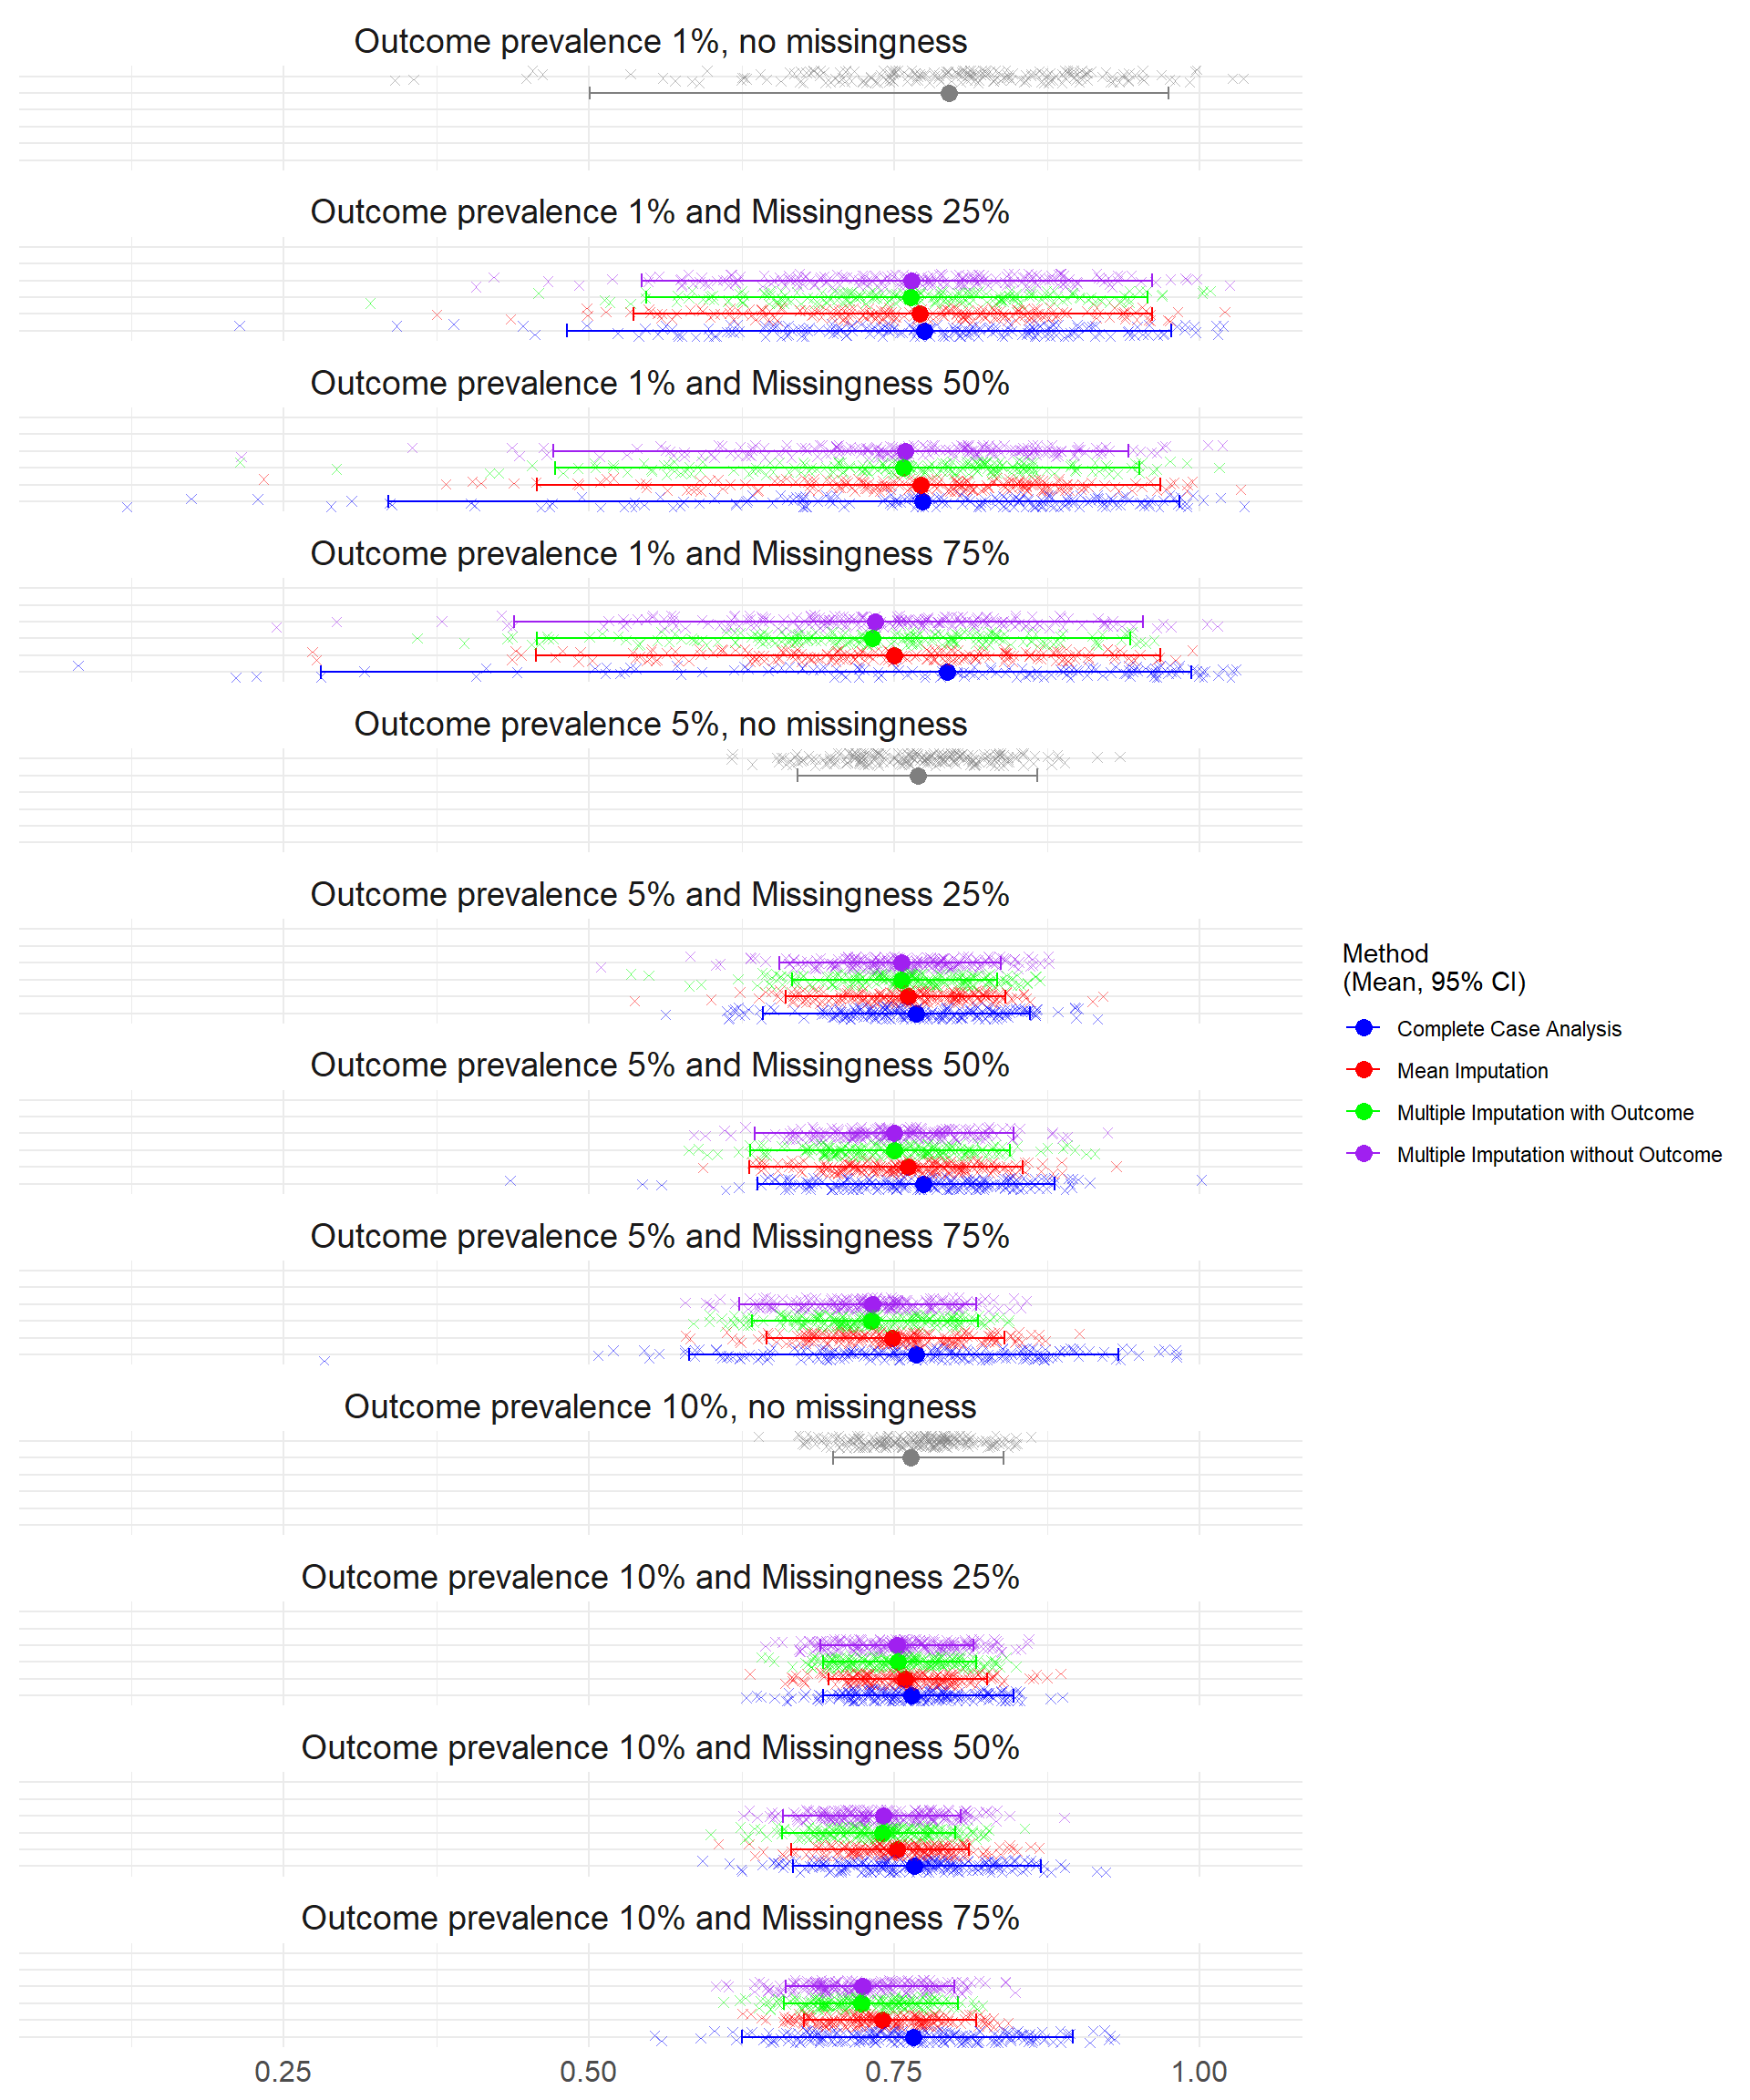 Outcome prevalence 1%, no missingness
Outcome prevalence 1% and Missingness 25%
Outcome prevalence 1% and Missingness 50%
Outcome prevalence 1% and Missingness 75%
Outcome prevalence 5%, no missingness
Outcome prevalence 5% and Missingness 25%
Outcome prevalence 5% and Missingness 50%
Outcome prevalence 5% and Missingness 75%
Outcome prevalence 10%, no missingness
Outcome prevalence 10% and Missingness 25%
Outcome prevalence 10% and Missingness 50%
Outcome prevalence 10% and Missingness 75%
0.25 0.50 0.75 1.00
Method
(Mean, 95% CI)
Complete Case Analysis
Mean Imputation
Multiple Imputation with Outcome
Multiple Imputation without Outcome